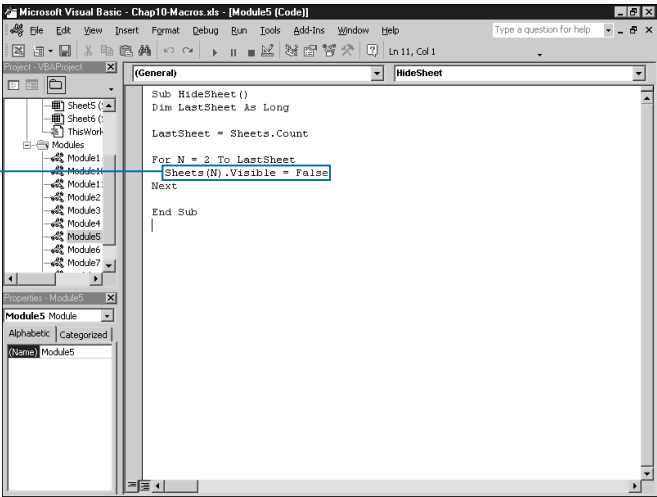 Microsoft Visual Basic - Chap10-Macros.xls - [Module5 (Code)]
File Edit View Insert Format Debug Run Tools Add-Ins Window Help Type a question for help
Ln 11, Col 1
Project - VBAProject
(General) HideSheet
Sheet5 (
Sheet6 (
ThisWork
Modules
Module1
Module1
Module1
Module2
Module3
Module4
Module5
Module6
Module7
Sub HideSheet()
Dim LastSheet As Long
LastSheet = Sheets.Count
For N = 2 To LastSheet
Sheets(N).Visible = False
Next
End Sub
Properties - Module5
Module5 Module
Alphabetic Categorized
(Name) Module5